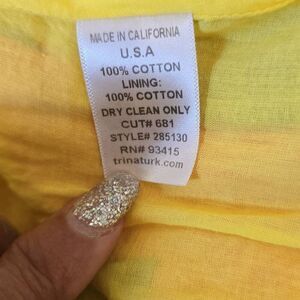 MADE IN CALIFORNIA
U.S.A
100% COTTON
LINING:
100% COTTON
DRY CLEAN ONLY
CUT# 681
STYLE# 285130
RN# 93415
trinaturk.com